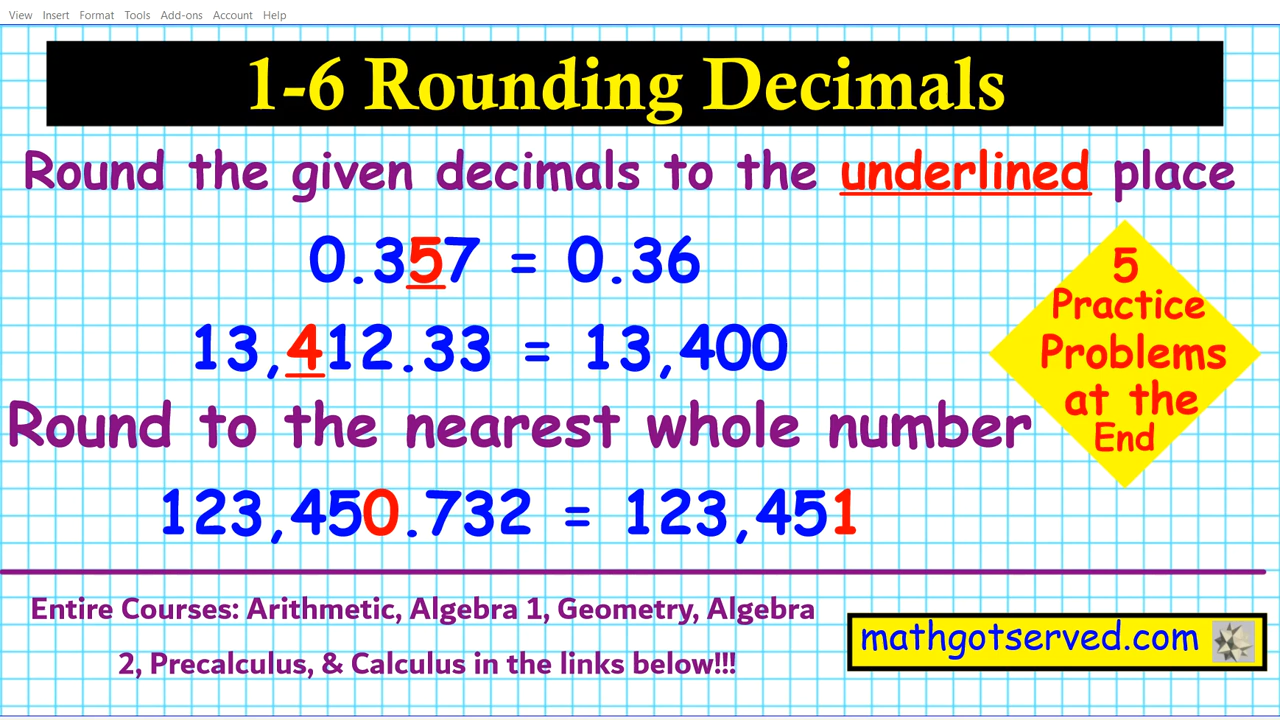 View Insert Format Tools Add-ons Account Help
1-6 Rounding Decimals
Round the given decimals to the underlined place
0.357 = 0.36
13,412.33 = 13,400
Round to the nearest whole number
123,450.732 = 123,451
5
Practice
Problems
at the
End
Entire Courses: Arithmetic, Algebra 1, Geometry, Algebra
2, Precalculus, & Calculus in the links below!!!
mathgotserved.com